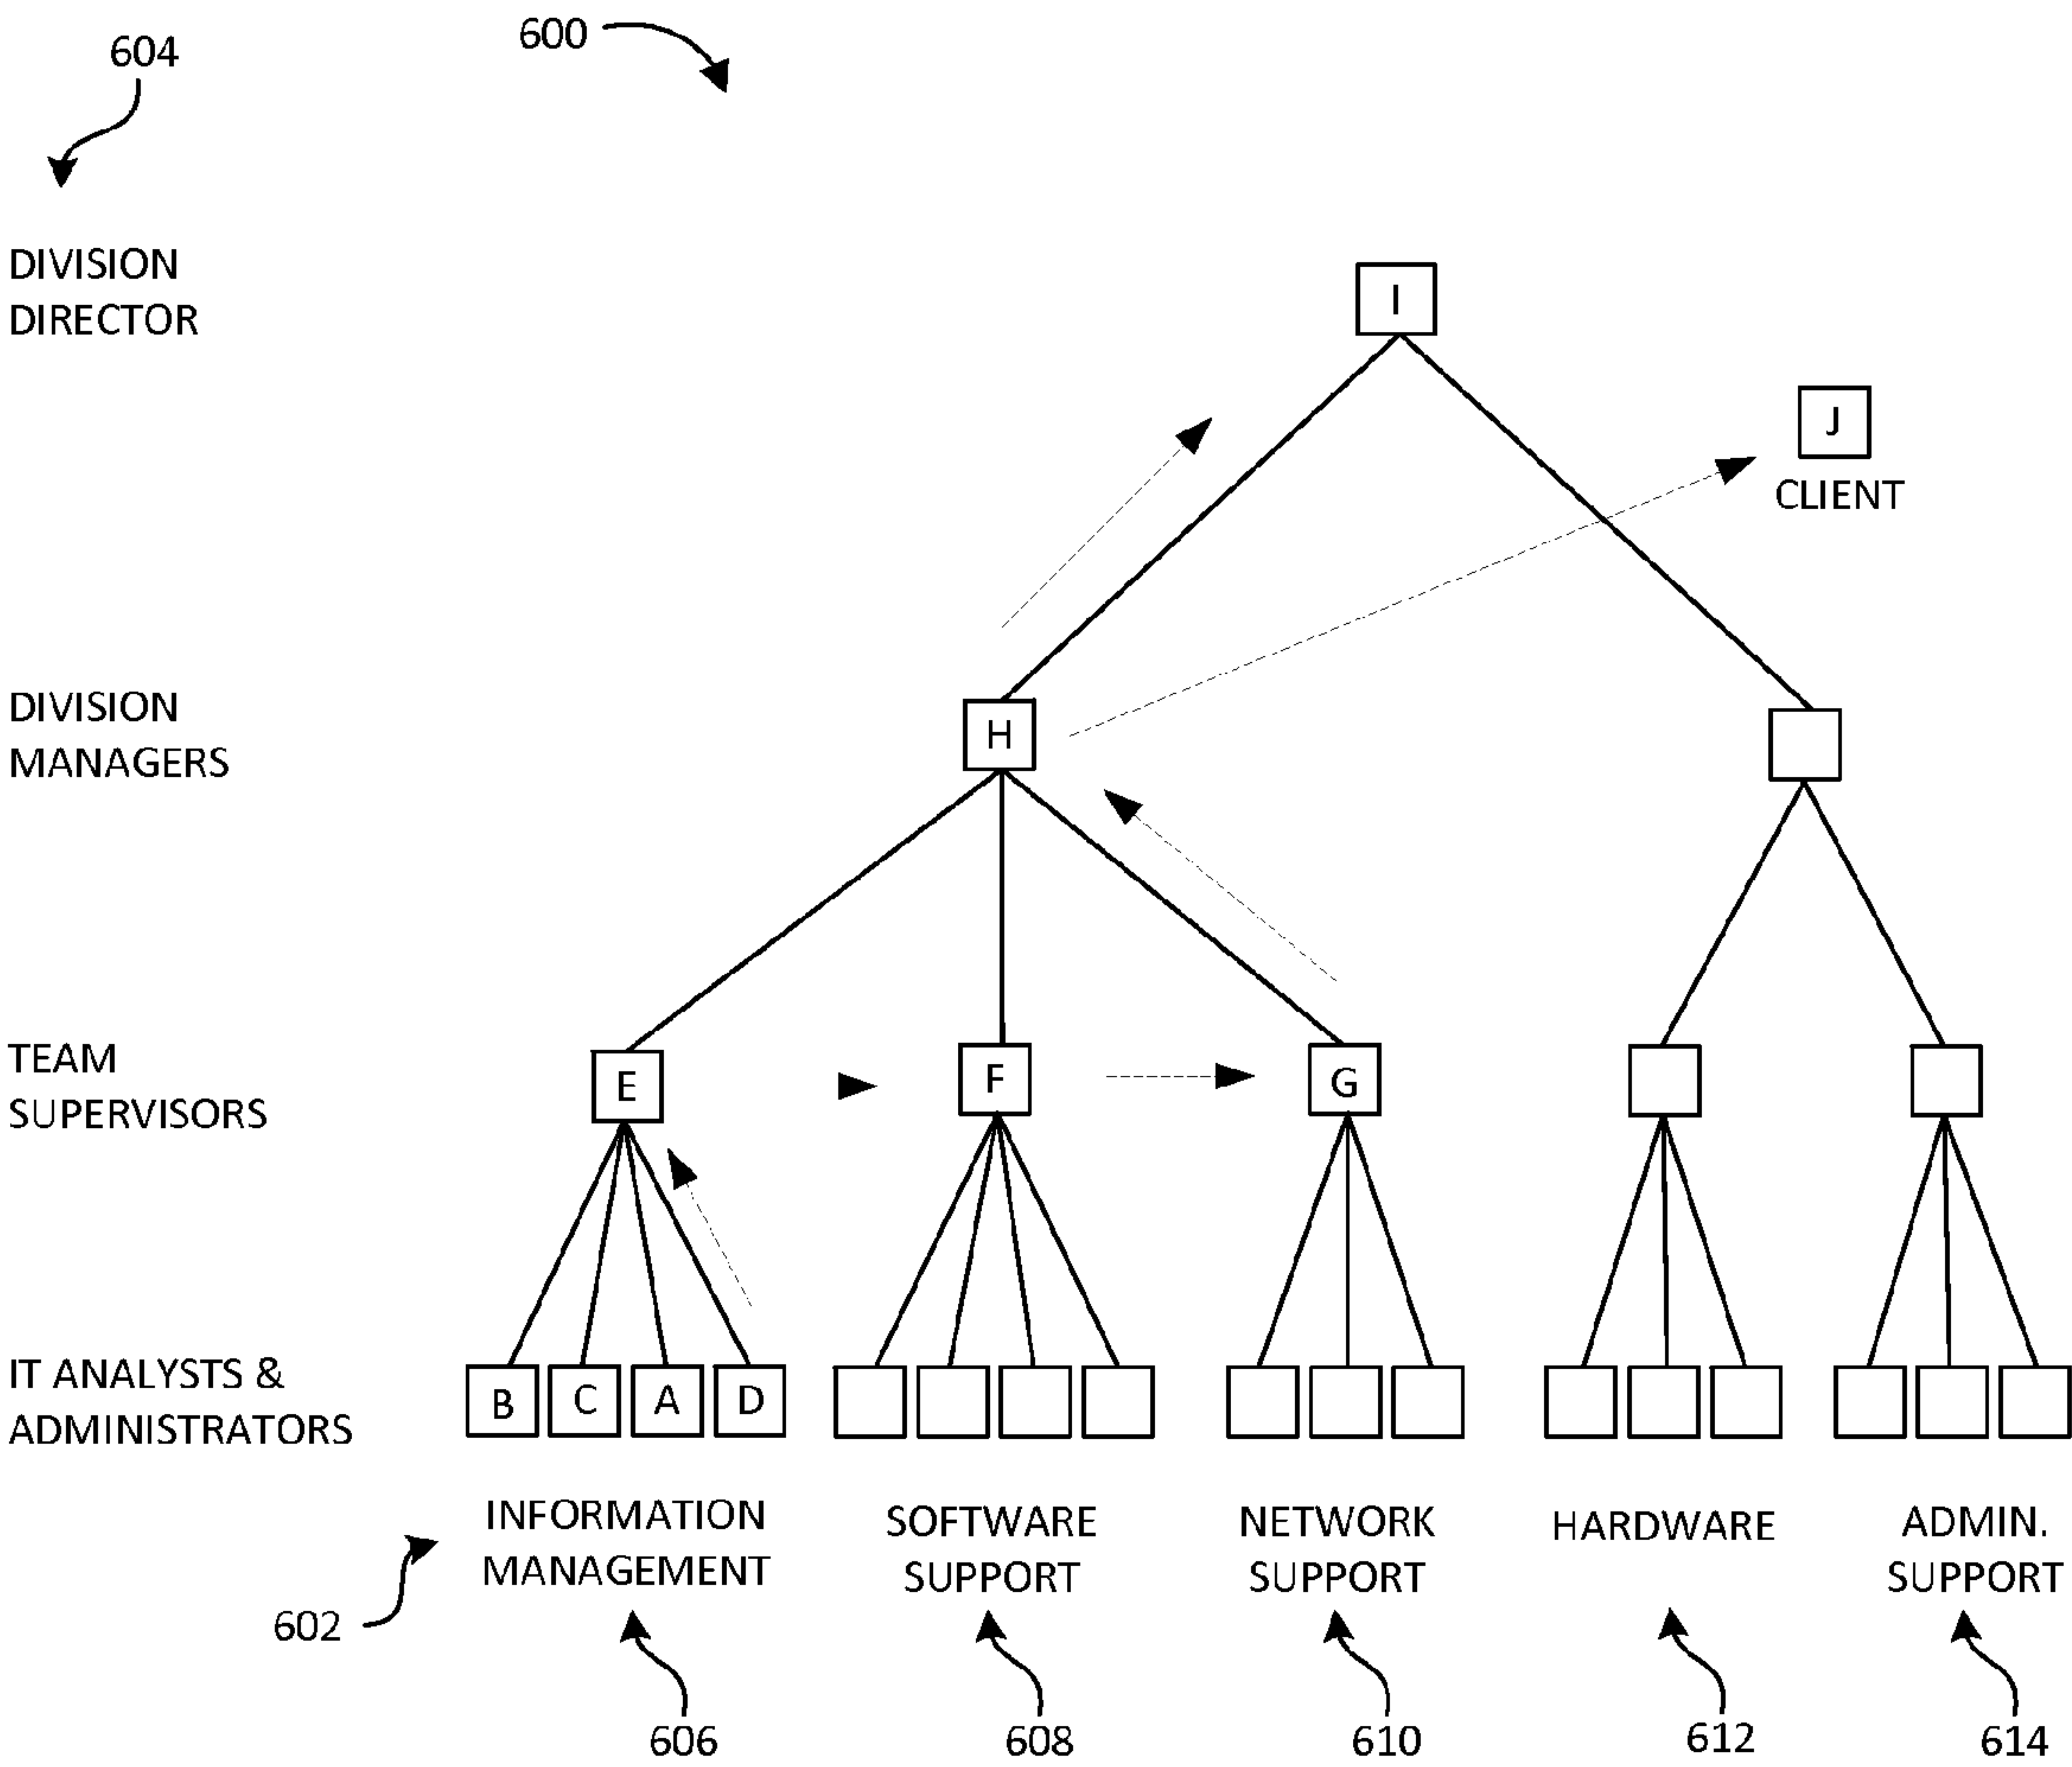 604
600
DIVISION
DIRECTOR
I
J
CLIENT
DIVISION
MANAGERS
H
TEAM
SUPERVISORS
E
F
G
IT ANALYSTS &
ADMINISTRATORS
B
C
A
D
INFORMATION
MANAGEMENT
SOFTWARE
SUPPORT
NETWORK
SUPPORT
HARDWARE
ADMIN.
SUPPORT
602
606
608
610
612
614